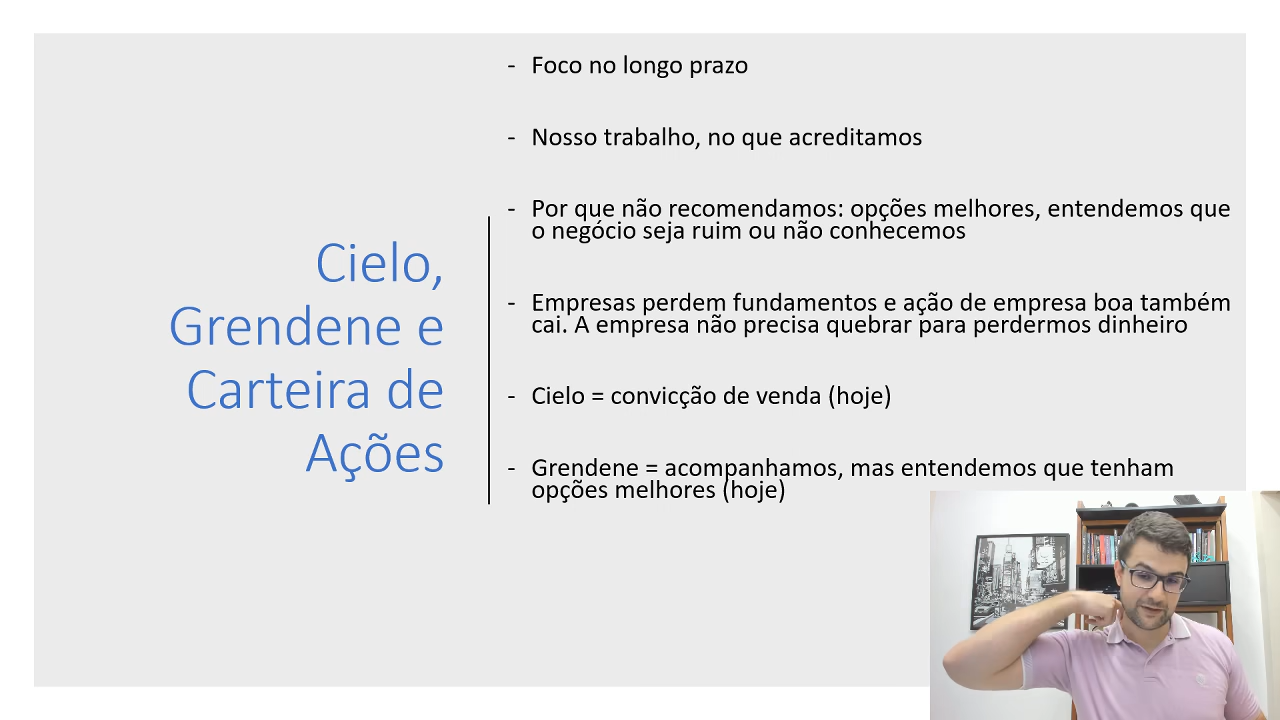 Cielo,
Grendene e
Carteira de
Ações
- Foco no longo prazo
- Nosso trabalho, no que acreditamos
- Por que não recomendamos: opções melhores, entendemos que
o negócio seja ruim ou não conhecemos
- Empresas perdem fundamentos e ação de empresa boa também
cai. A empresa não precisa quebrar para perdermos dinheiro
- Cielo = convicção de venda (hoje)
- Grendene = acompanhamos, mas entendemos que tenham
opções melhores (hoje)